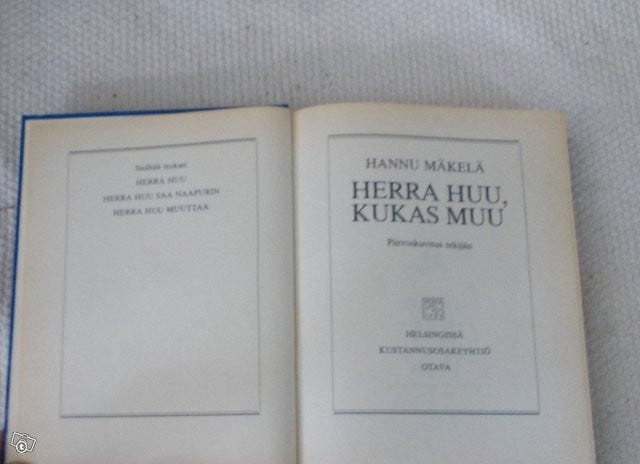 Sisältää teokset
HERRA HUU
HERRA HUU SAA NAAPURIN
HERRA HUU MUUTTAA
HANNU MÄKELÄ
HERRA HUU,
KUKAS MUU
Piirroskuvitus tekijän
HELSINGISSÄ
KUSTANNUSOSAKEYHTIÖ
OTAVA